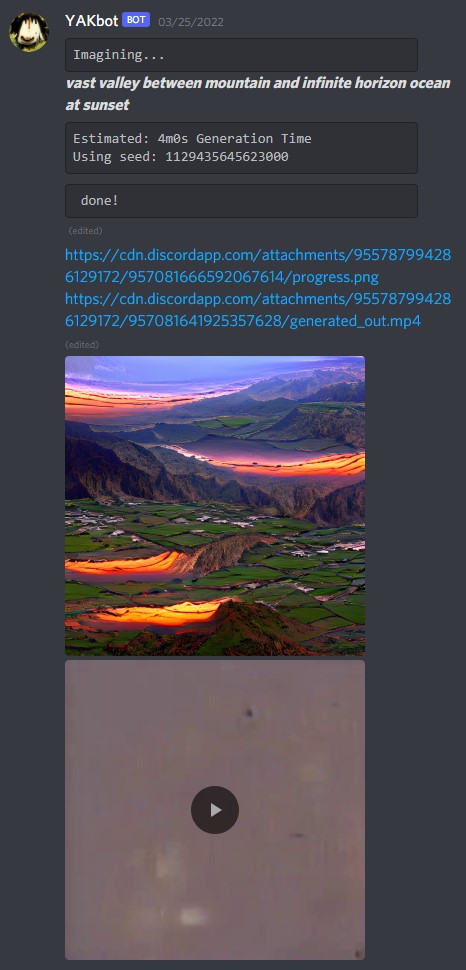 YAKbot BOT 03/25/2022
Imagining...
vast valley between mountain and infinite horizon ocean
at sunset
Estimated: 4m0s Generation Time
Using seed: 1129435645623000
done!
(edited)
https://cdn.discordapp.com/attachments/95578799428
6129172/957081666592067614/progress.png
https://cdn.discordapp.com/attachments/95578799428
6129172/957081641925357628/generated_out.mp4
(edited)